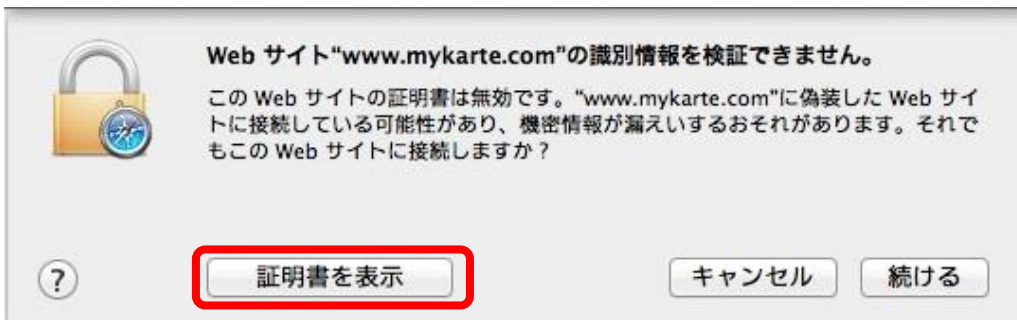 Web サイト“www.mykarte.com”の識別情報を検証できません。
この Web サイトの証明書は無効です。“www.mykarte.com”に偽装した Web サイ
トに接続している可能性があり、機密情報が漏えいするおそれがあります。それで
もこの Web サイトに接続しますか？
? 証明書を表示 キャンセル 続ける